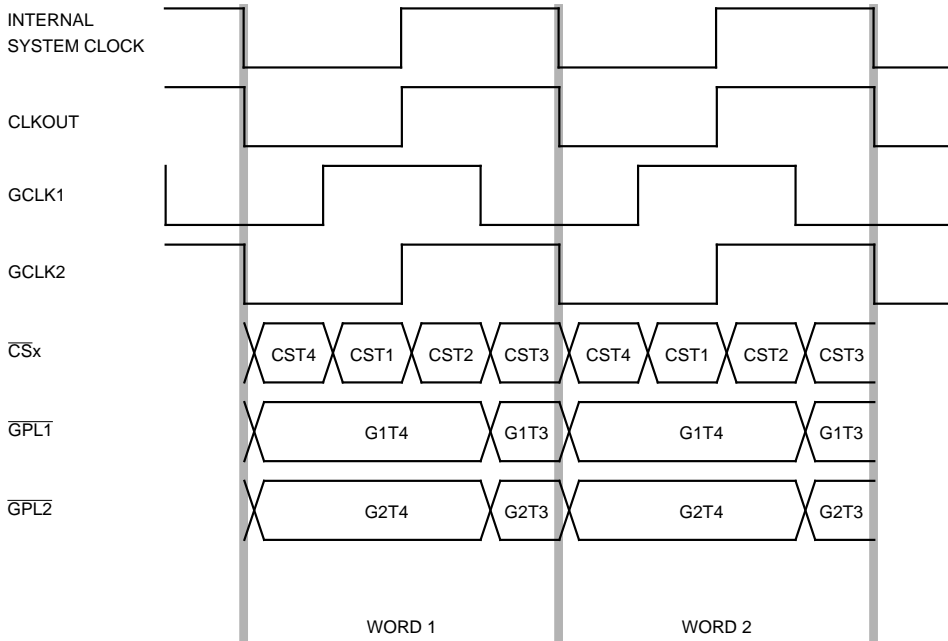 INTERNAL
SYSTEM CLOCK
CLKOUT
GCLK1
GCLK2
CSx CST4 CST1 CST2 CST3 CST4 CST1 CST2 CST3
GPL1 G1T4 G1T3 G1T4 G1T3
GPL2 G2T4 G2T3 G2T4 G2T3
WORD 1 WORD 2